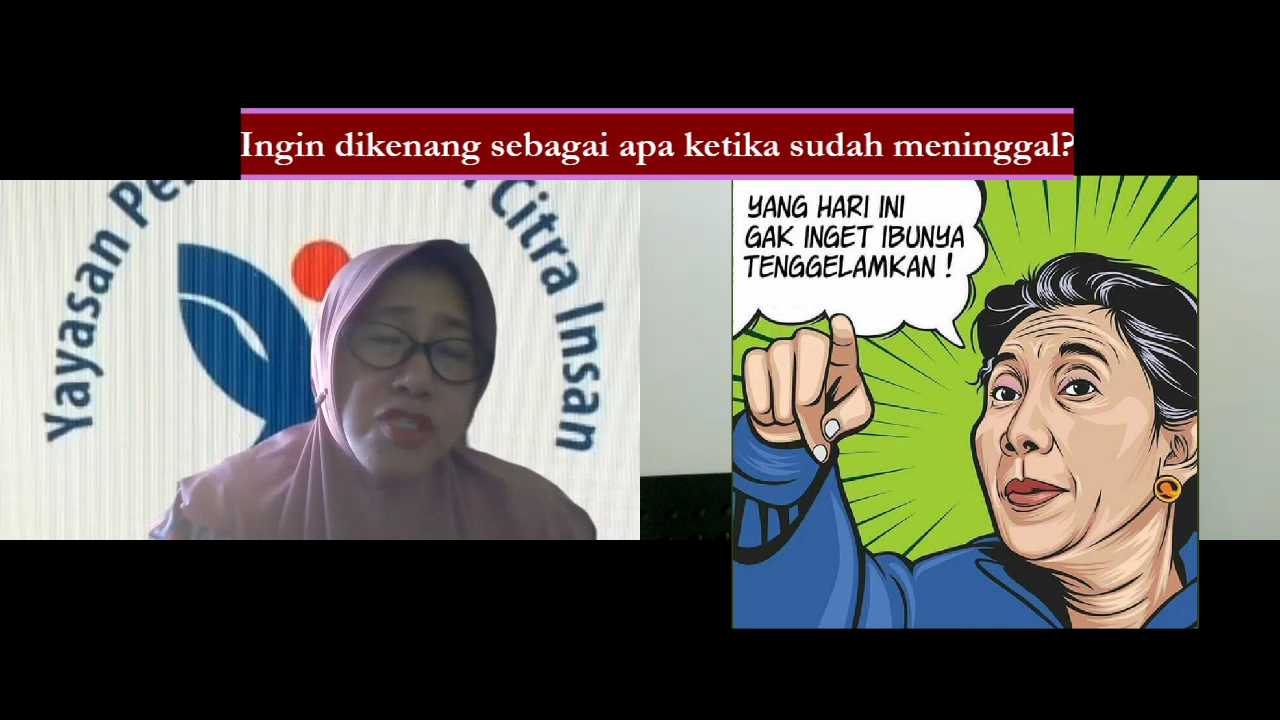 Ingin dikenang sebagai apa ketika sudah meninggal?
Yayasan Citra Insan
YANG HARI INI
GAK INGET IBUNYA
TENGGELAMKAN !